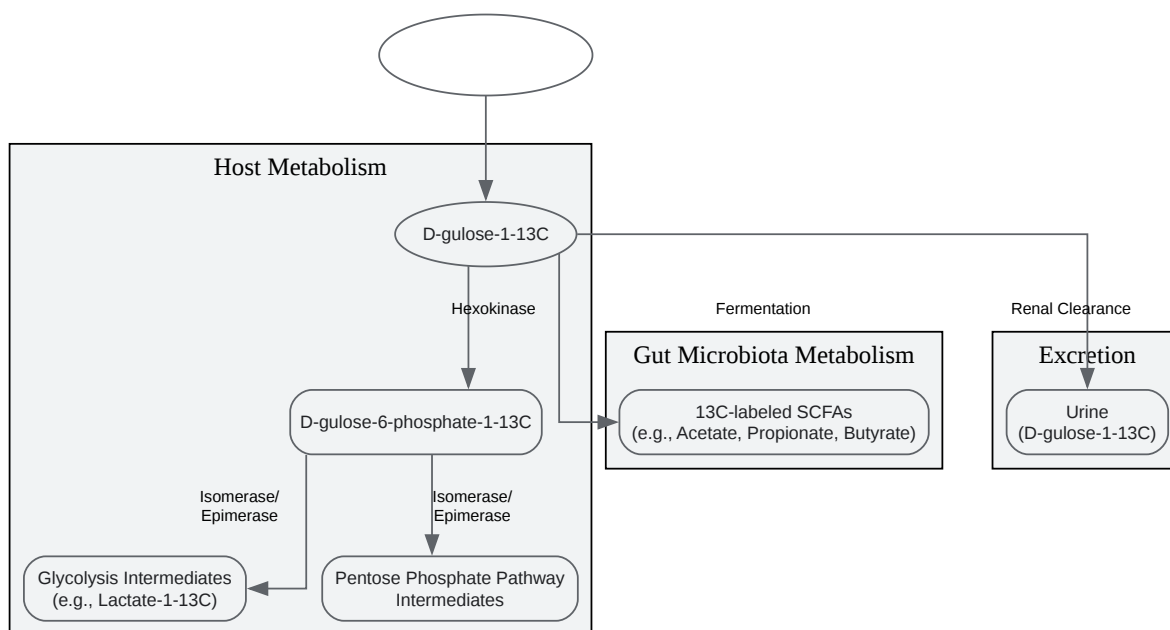 Host Metabolism
D-gulose-1-13C
Hexokinase
Fermentation
Renal Clearance
Gut Microbiota Metabolism
Excretion
D-gulose-6-phosphate-1-13C
13C-labeled SCFAs
(e.g., Acetate, Propionate, Butyrate)
Urine
(D-gulose-1-13C)
Isomerase/
Epimerase
Isomerase/
Epimerase
Glycolysis Intermediates
(e.g., Lactate-1-13C)
Pentose Phosphate Pathway
Intermediates